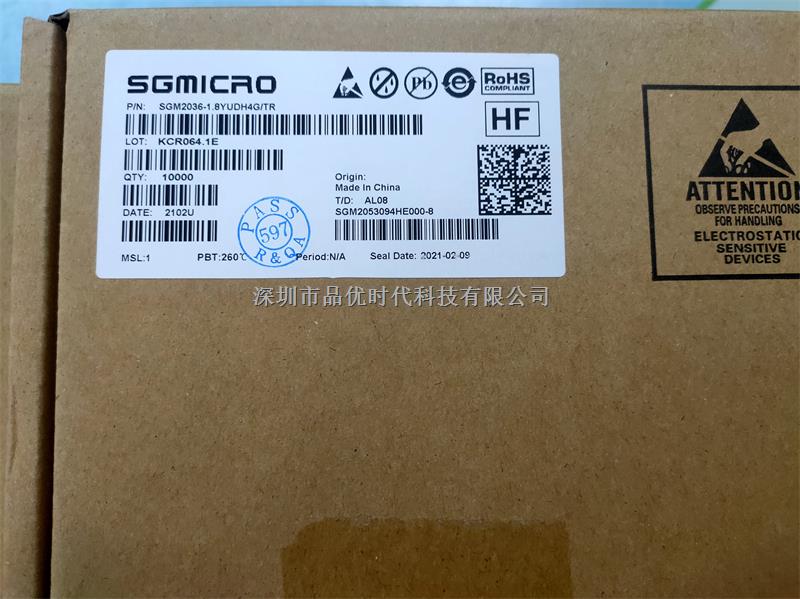 SGMICRO
P/N: SGM2036-1.8YUDH4G/TR
LOT: KCR064.1E
QTY: 10000
DATE: 2102U
MSL:1 PBT:260℃ Period:N/A Seal Date: 2021-02-09
Origin:
Made In China
T/D: AL08
SGM2053094HE000-8
Pb
e
RoHS
COMPLIANT
HF
PASS
597
R&QA
ATTENTION
OBSERVE PRECAUTIONS
FOR HANDLING
ELECTROSTATIC
SENSITIVE
DEVICES
深圳市品优时代科技有限公司